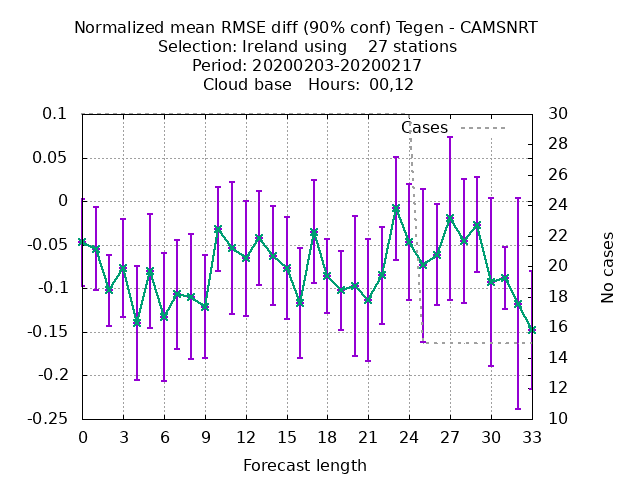 Normalized mean RMSE diff (90% conf) Tegen - CAMSNRT
Selection: Ireland using    27 stations
Period: 20200203-20200217
Cloud base   Hours:  00,12
Cases
0.1
0.05
0
-0.05
-0.1
-0.15
-0.2
-0.25
30
28
26
24
22
20
18
16
14
12
10
No cases
0 3 6 9 12 15 18 21 24 27 30 33
Forecast length